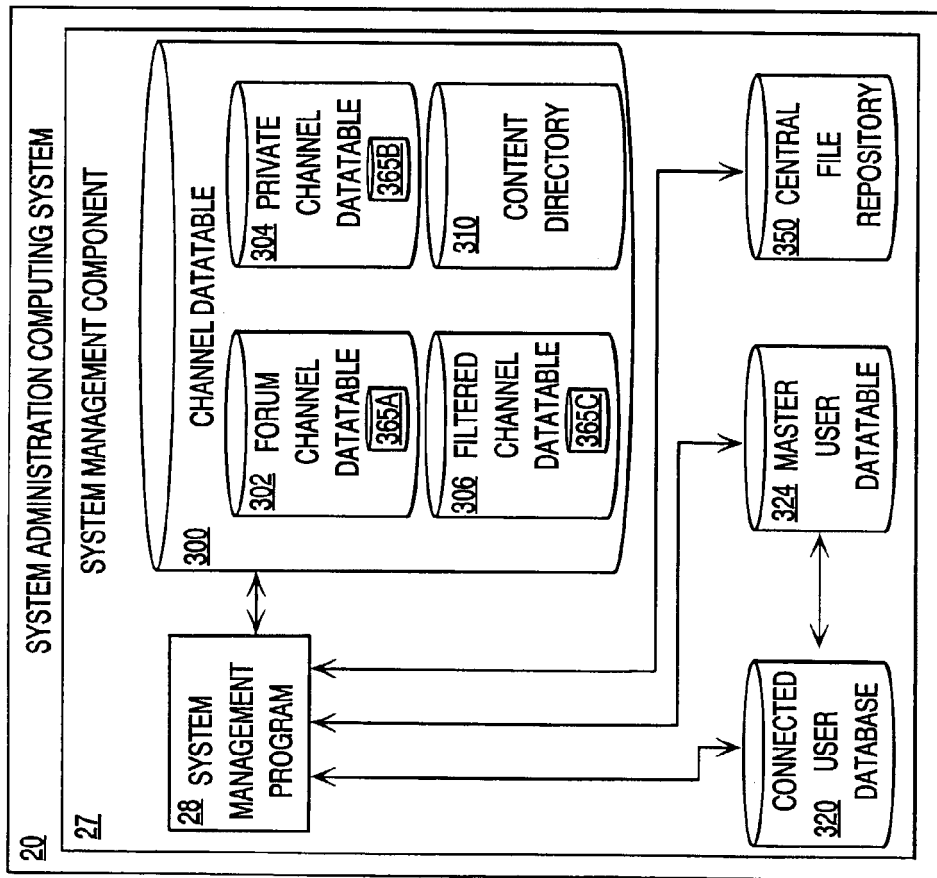 20
SYSTEM ADMINISTRATION COMPUTING SYSTEM
27
SYSTEM MANAGEMENT COMPONENT
28 SYSTEM
MANAGEMENT
PROGRAM
300
CHANNEL DATATABLE
302 FORUM
CHANNEL
DATATABLE
365A
304 PRIVATE
CHANNEL
DATATABLE
365B
306 FILTERED
CHANNEL
DATATABLE
365C
310
CONTENT
DIRECTORY
CONNECTED
USER
320 DATABASE
324 MASTER
USER
DATATABLE
350 CENTRAL
FILE
REPOSITORY